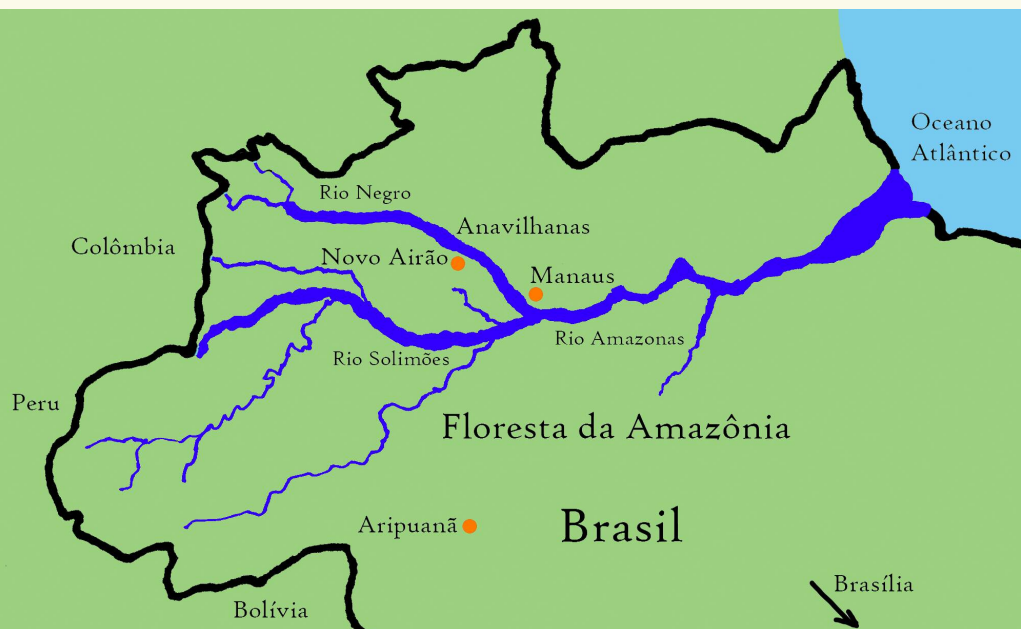 Oceano
Atlântico
Rio Negro
Anavilhanas
Colômbia
Novo Airão
Manaus
Rio Amazonas
Rio Solimões
Peru
Floresta da Amazônia
Aripuanã
Brasil
Brasília
Bolívia